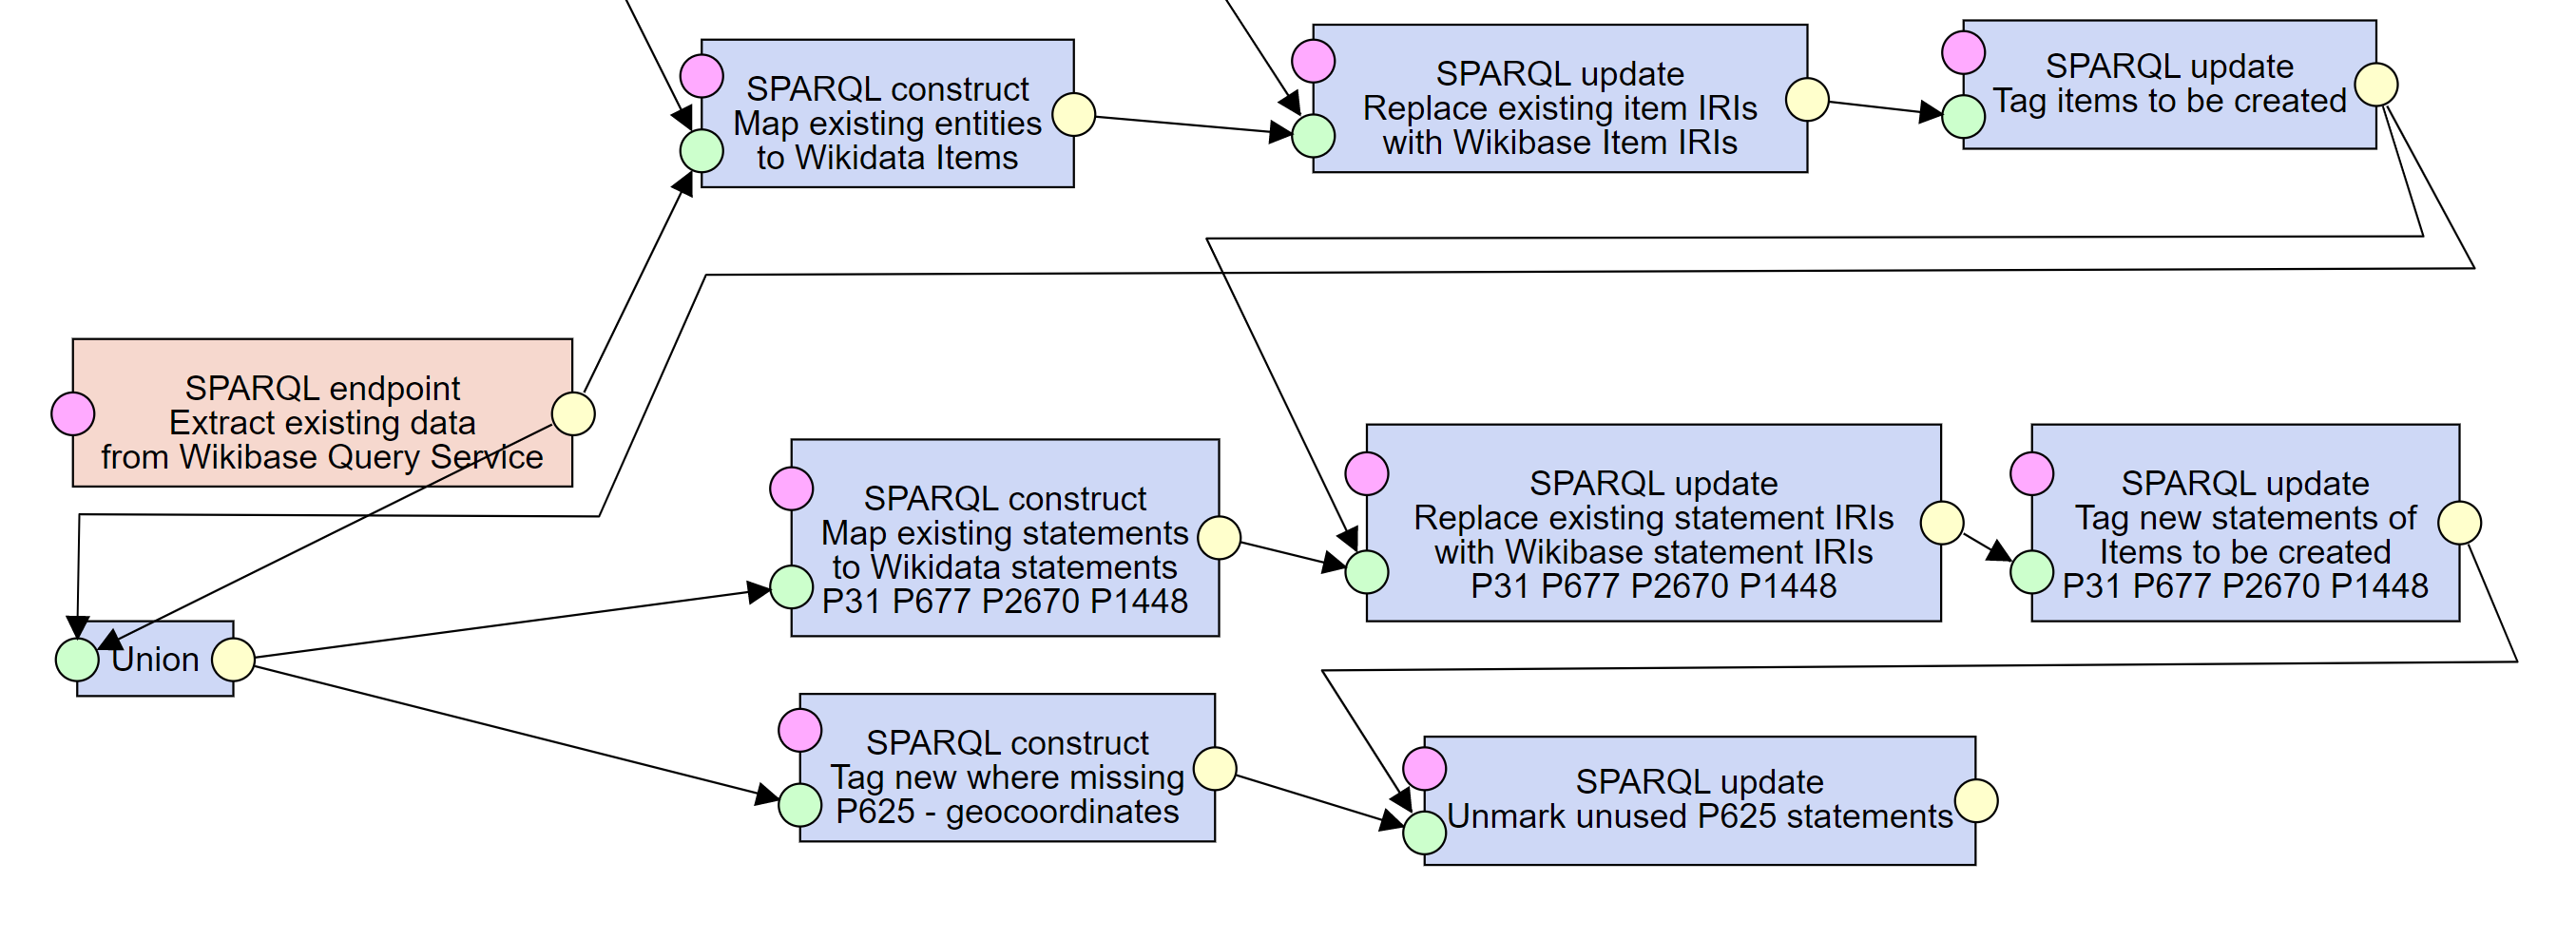 SPARQL construct
Map existing entities
to Wikidata Items
SPARQL update
Replace existing item IRIs
with Wikibase Item IRIs
SPARQL update
Tag items to be created
SPARQL endpoint
Extract existing data
from Wikibase Query Service
SPARQL construct
Map existing statements
to Wikidata statements
P31 P677 P2670 P1448
SPARQL update
Replace existing statement IRIs
with Wikibase statement IRIs
P31 P677 P2670 P1448
SPARQL update
Tag new statements of
Items to be created
P31 P677 P2670 P1448
Union
SPARQL construct
Tag new where missing
P625 - geocoordinates
SPARQL update
Unmark unused P625 statements